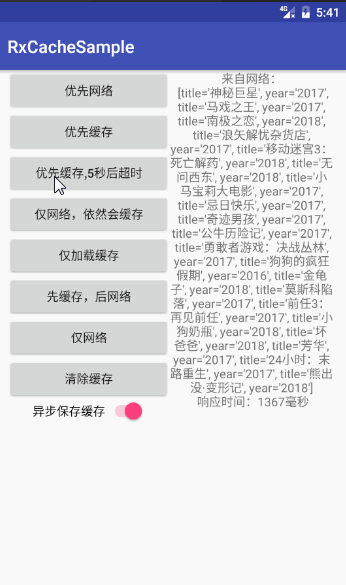 4G 5:41
RxCacheSample
优先网络
优先缓存
优先缓存,5秒后超时
仅网络，依然会缓存
仅加载缓存
先缓存，后网络
仅网络
清除缓存
异步保存缓存
来自网络：
[title='神秘巨星', year='2017',
title='马戏之王', year='2017',
title='南极之恋', year='2018',
title='浪矢解忧杂货店',
year='2017', title='移动迷宫3：
死亡解药', year='2018', title='无
问西东', year='2018', title='小
马宝莉大电影', year='2017',
title='忌日快乐', year='2017',
title='奇迹男孩', year='2017',
title='公牛历险记', year='2017',
title='勇敢者游戏：决战丛林',
year='2017', title='狗狗的疯狂
假期', year='2016', title='金龟
子', year='2018', title='莫斯科陷
落', year='2017', title='前任3：
再见前任', year='2017', title='小
狗奶瓶', year='2018', title='坏
爸爸', year='2018', title='芳华',
year='2017', title='24小时：末
路重生', year='2017', title='熊出
没·变形记', year='2018']
响应时间：1367毫秒